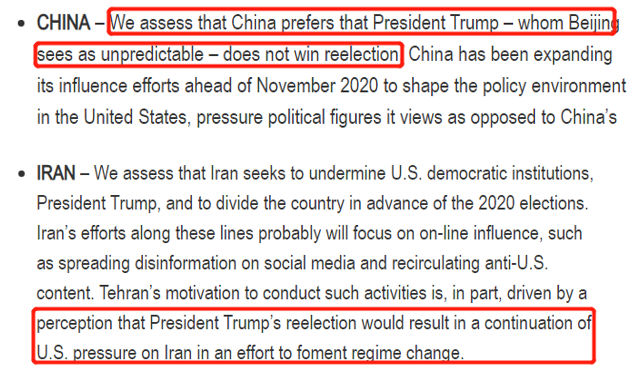 • CHINA – We assess that China prefers that President Trump – whom Beijing
sees as unpredictable – does not win reelection. China has been expanding
its influence efforts ahead of November 2020 to shape the policy environment
in the United States, pressure political figures it views as opposed to China’s
• IRAN – We assess that Iran seeks to undermine U.S. democratic institutions,
President Trump, and to divide the country in advance of the 2020 elections.
Iran’s efforts along these lines probably will focus on on-line influence, such
as spreading disinformation on social media and recirculating anti-U.S.
content. Tehran’s motivation to conduct such activities is, in part, driven by a
perception that President Trump’s reelection would result in a continuation of
U.S. pressure on Iran in an effort to foment regime change.